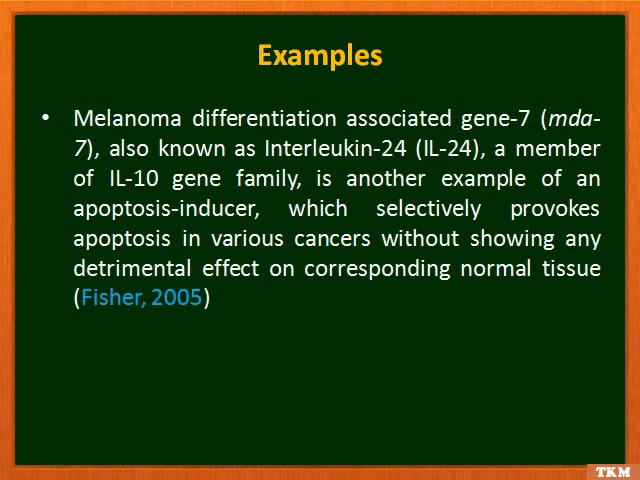 Examples
• Melanoma differentiation associated gene-7 (mda-
7), also known as Interleukin-24 (IL-24), a member
of IL-10 gene family, is another example of an
apoptosis-inducer, which selectively provokes
apoptosis in various cancers without showing any
detrimental effect on corresponding normal tissue
(Fisher, 2005)
TKM